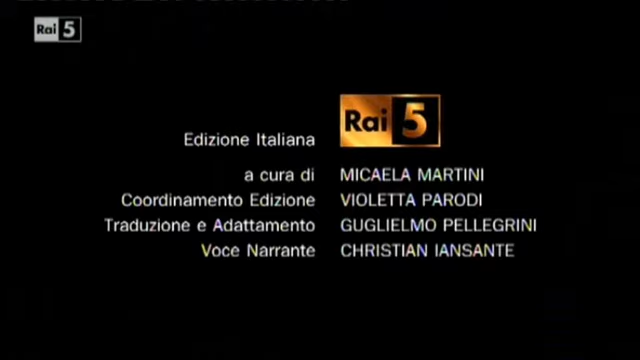 Rai 5
Edizione Italiana Rai 5
a cura di MICAELA MARTINI
Coordinamento Edizione VIOLETTA PARODI
Traduzione e Adattamento GUGLIELMO PELLEGRINI
Voce Narrante CHRISTIAN IANSANTE